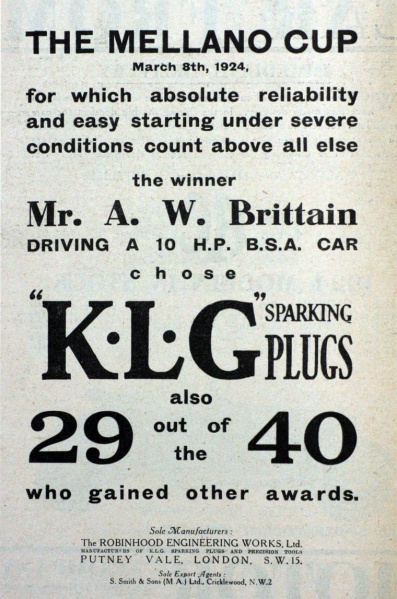 THE MELLANO CUP
March 8th, 1924,
for which absolute reliability
and easy starting under severe
conditions count above all else
the winner
Mr. A. W. Brittain
DRIVING A 10 H.P. B.S.A. CAR
chose
"K·L·G" SPARKING
PLUGS
also
29 out of 40
the
who gained other awards.
Sole Manufacturers:
The ROBINHOOD ENGINEERING WORKS, Ltd.
MANUFACTURERS OF K.L.G. SPARKING PLUGS AND PRECISION TOOLS
PUTNEY VALE, LONDON, S.W.15.
Sole Export Agents:
S. Smith & Sons (M.A.) Ltd., Cricklewood, N.W.2